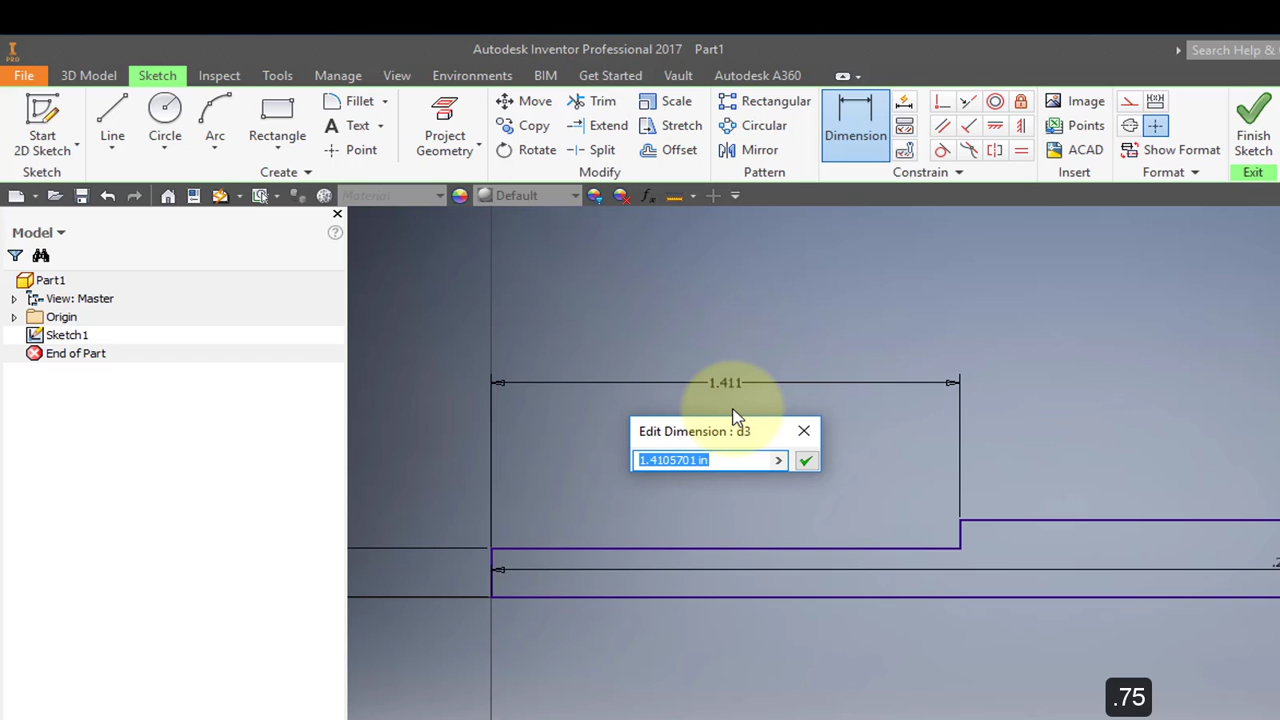 Autodesk Inventor Professional 2017 Part1
Search Help &
PRO
File 3D Model Sketch Inspect Tools Manage View Environments BIM Get Started Vault Autodesk A360
Start
2D Sketch
Line
Circle
Arc
Rectangle
Fillet
Text
Point
Project
Geometry
Move
Copy
Rotate
Trim
Extend
Split
Scale
Stretch
Offset
Rectangular
Circular
Mirror
Dimension
Image
Points
ACAD
Show Format
Finish
Sketch
Sketch Create Modify Pattern Constrain Insert Format Exit
Material Default fx
Model
Part1
View: Master
Origin
Sketch1
End of Part
1.411
Edit Dimension : d3
1.4105701 in
.75